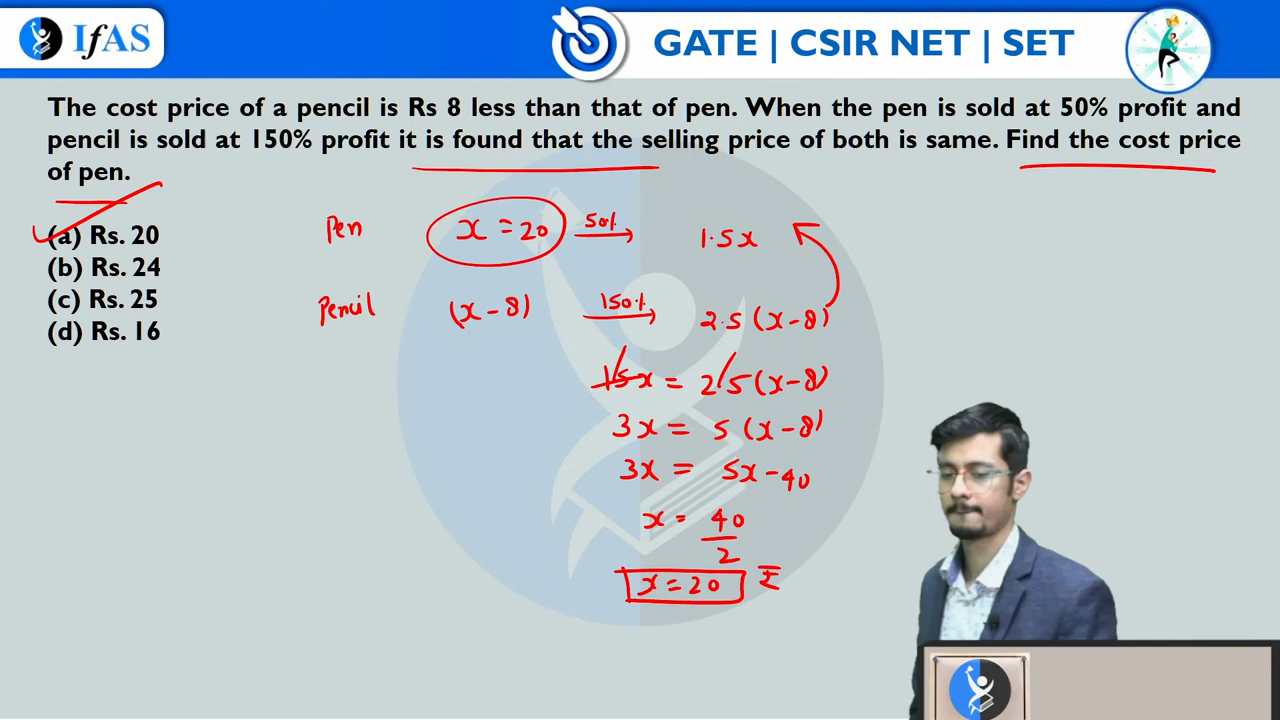 IfAS
GATE | CSIR NET | SET
The cost price of a pencil is Rs 8 less than that of pen. When the pen is sold at 50% profit and
pencil is sold at 150% profit it is found that the selling price of both is same. Find the cost price
of pen.
(a) Rs. 20
(b) Rs. 24
(c) Rs. 25
(d) Rs. 16
Pen x = 20 50% 1.5x
Pencil (x - 8) 150% 2.5 (x - 8)
15x = 25 (x - 8)
3x = 5 (x - 8)
3x = 5x - 40
x = 40
2
x = 20 ₹